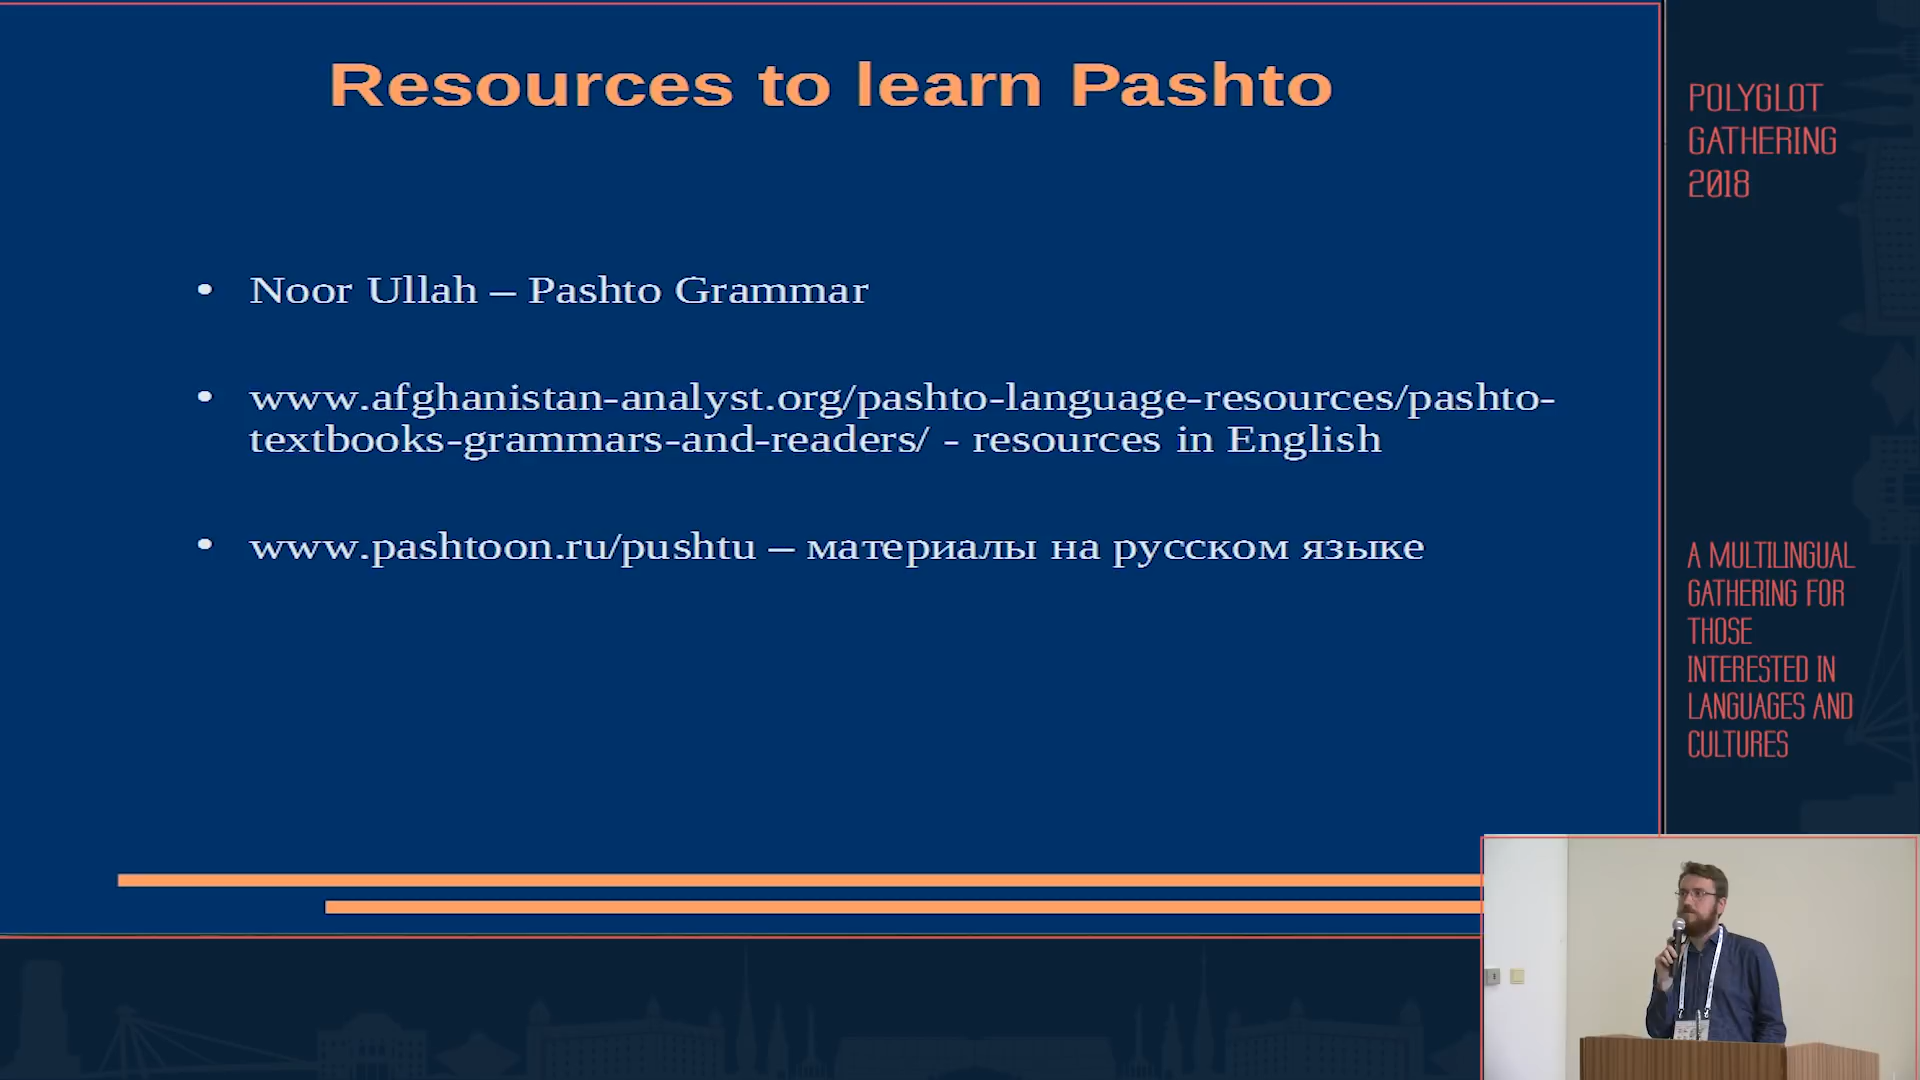 Resources to learn Pashto
• Noor Ullah – Pashto Grammar
• www.afghanistan-analyst.org/pashto-language-resources/pashto-
textbooks-grammars-and-readers/ - resources in English
• www.pashtoon.ru/pushtu – материалы на русском языке
POLYGLOT
GATHERING
2018
A MULTILINGUAL
GATHERING FOR
THOSE
INTERESTED IN
LANGUAGES AND
CULTURES